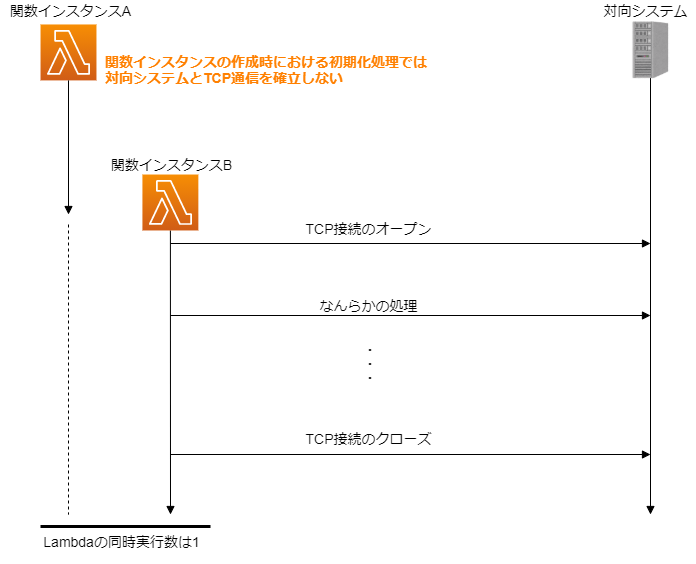 関数インスタンスA
対向システム
関数インスタンスの作成時における初期化処理では
対向システムとTCP通信を確立しない
関数インスタンスB
TCP接続のオープン
なんらかの処理
・
・
・
TCP接続のクローズ
Lambdaの同時実行数は1